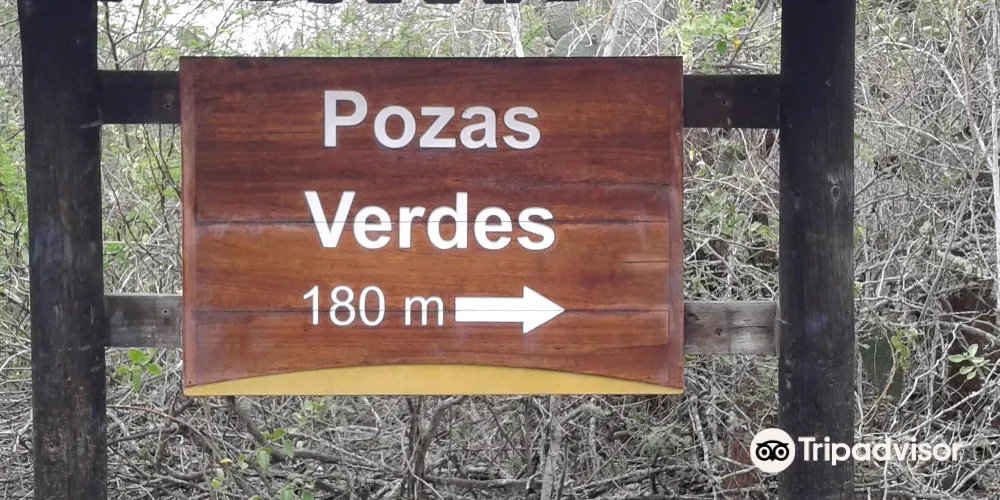 Pozas
Verdes
180 m
Tripadvisor